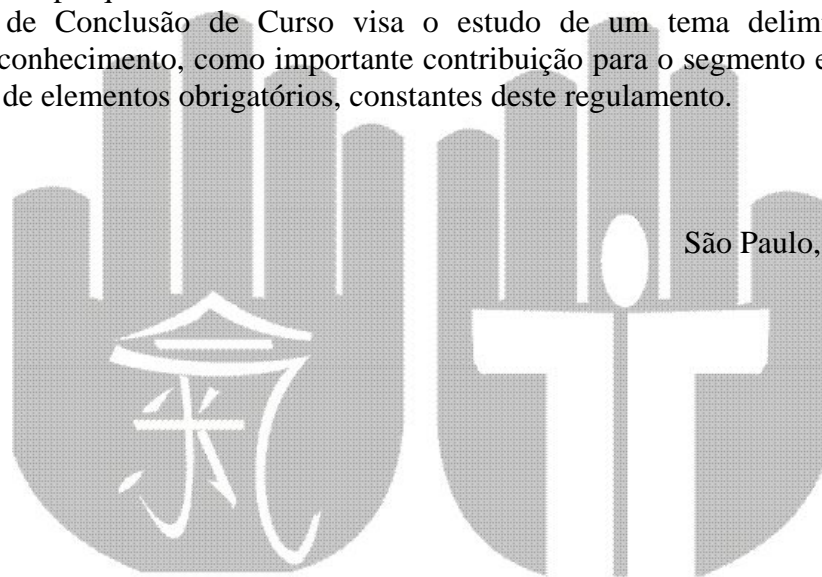 de Conclusão de Curso visa o estudo de um tema delim
conhecimento, como importante contribuição para o segmento e
de elementos obrigatórios, constantes deste regulamento.
São Paulo,
氣